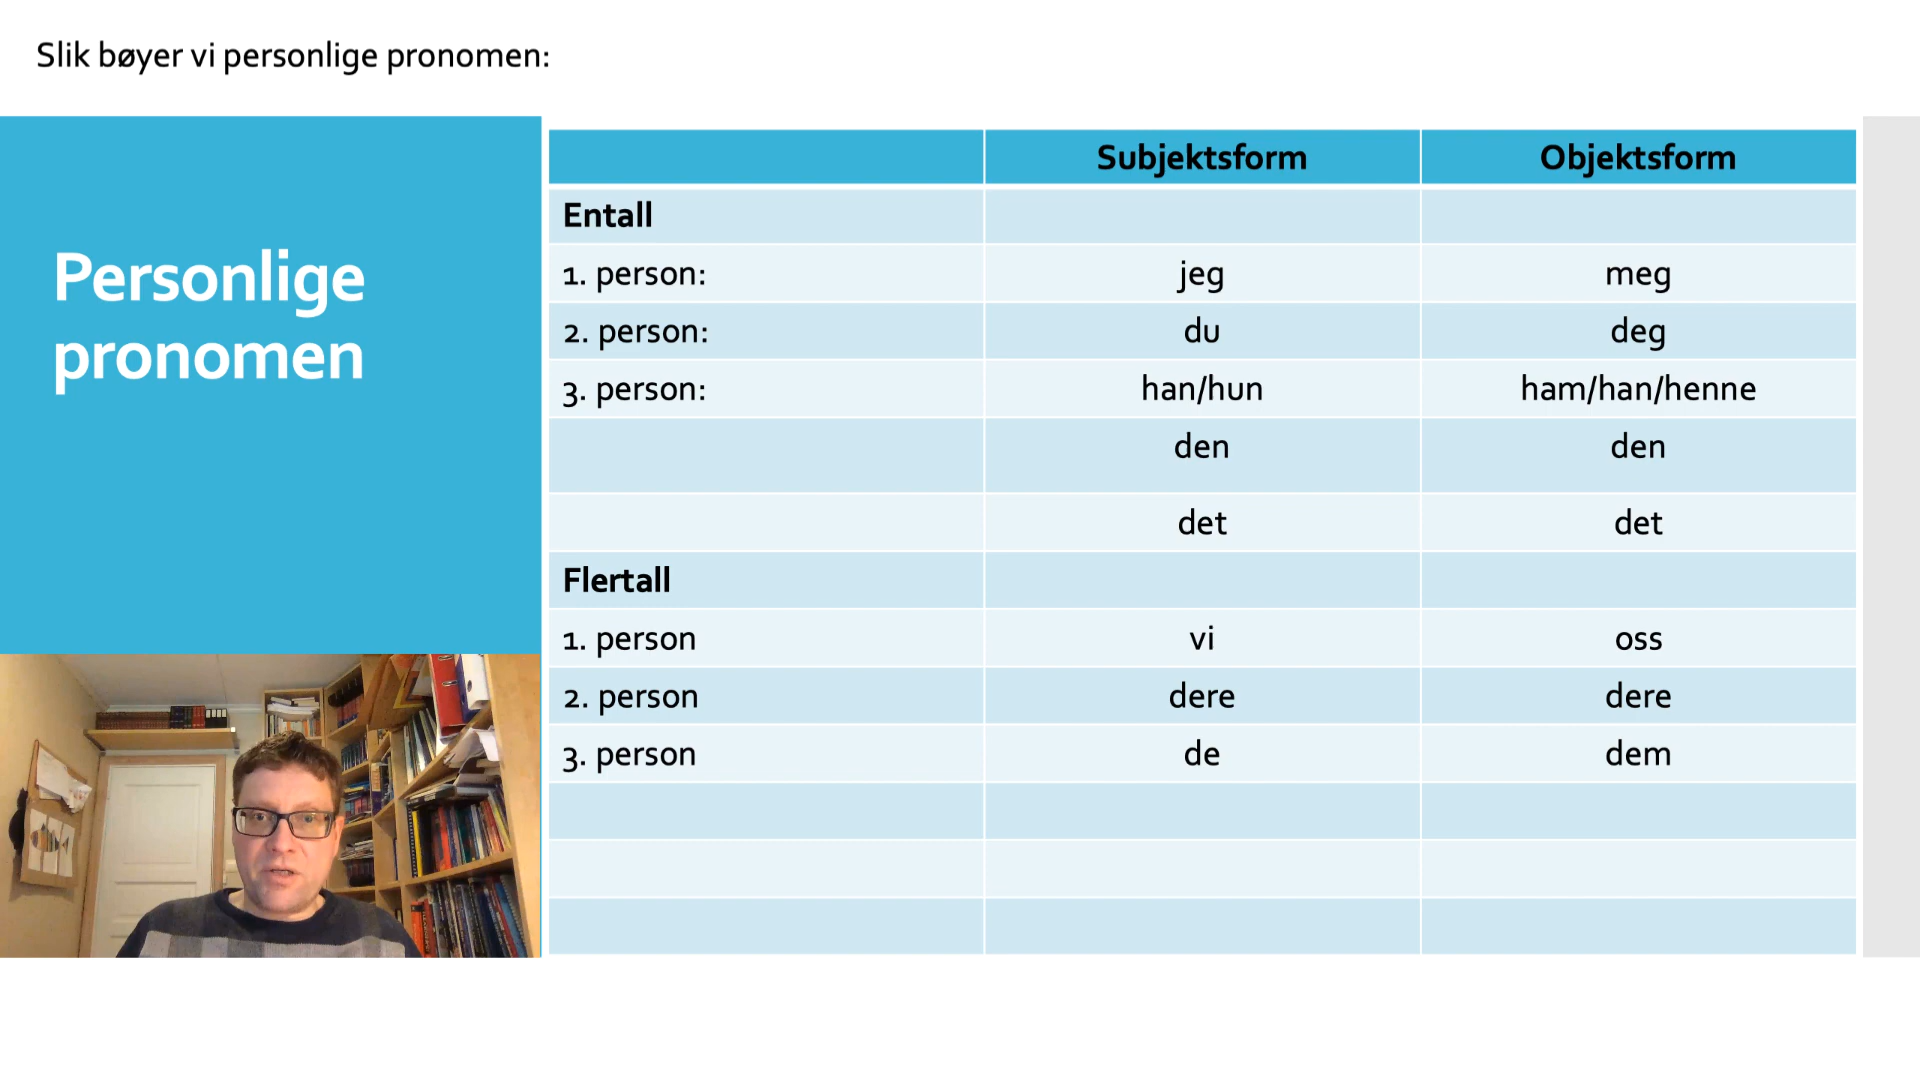 Slik bøyer vi personlige pronomen:
Personlige
pronomen
Subjektsform Objektsform
Entall
1. person: jeg meg
2. person: du deg
3. person: han/hun ham/han/henne
den den
det det
Flertall
1. person vi oss
2. person dere dere
3. person de dem